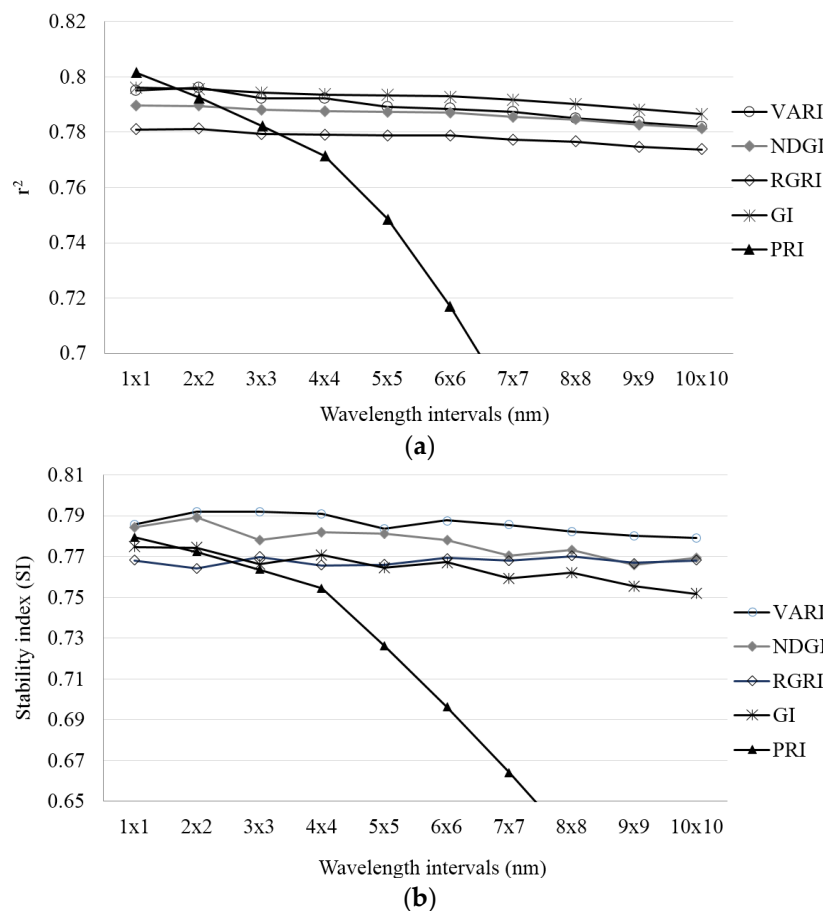 0.82
0.8
0.78
0.76
0.74
0.72
0.7
r²
1x1 2x2 3x3 4x4 5x5 6x6 7x7 8x8 9x9 10x10
Wavelength intervals (nm)
VARI
NDGI
RGRI
GI
PRI
(a)
0.81
0.79
0.77
0.75
0.73
0.71
0.69
0.67
0.65
Stability index (SI)
1x1 2x2 3x3 4x4 5x5 6x6 7x7 8x8 9x9 10x10
Wavelength intervals (nm)
VARI
NDGI
RGRI
GI
PRI
(b)